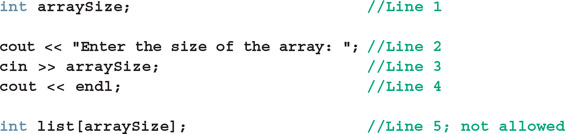 int arraySize; //Line 1
cout << "Enter the size of the array: "; //Line 2
cin >> arraySize; //Line 3
cout << endl; //Line 4
int list[arraySize]; //Line 5; not allowed